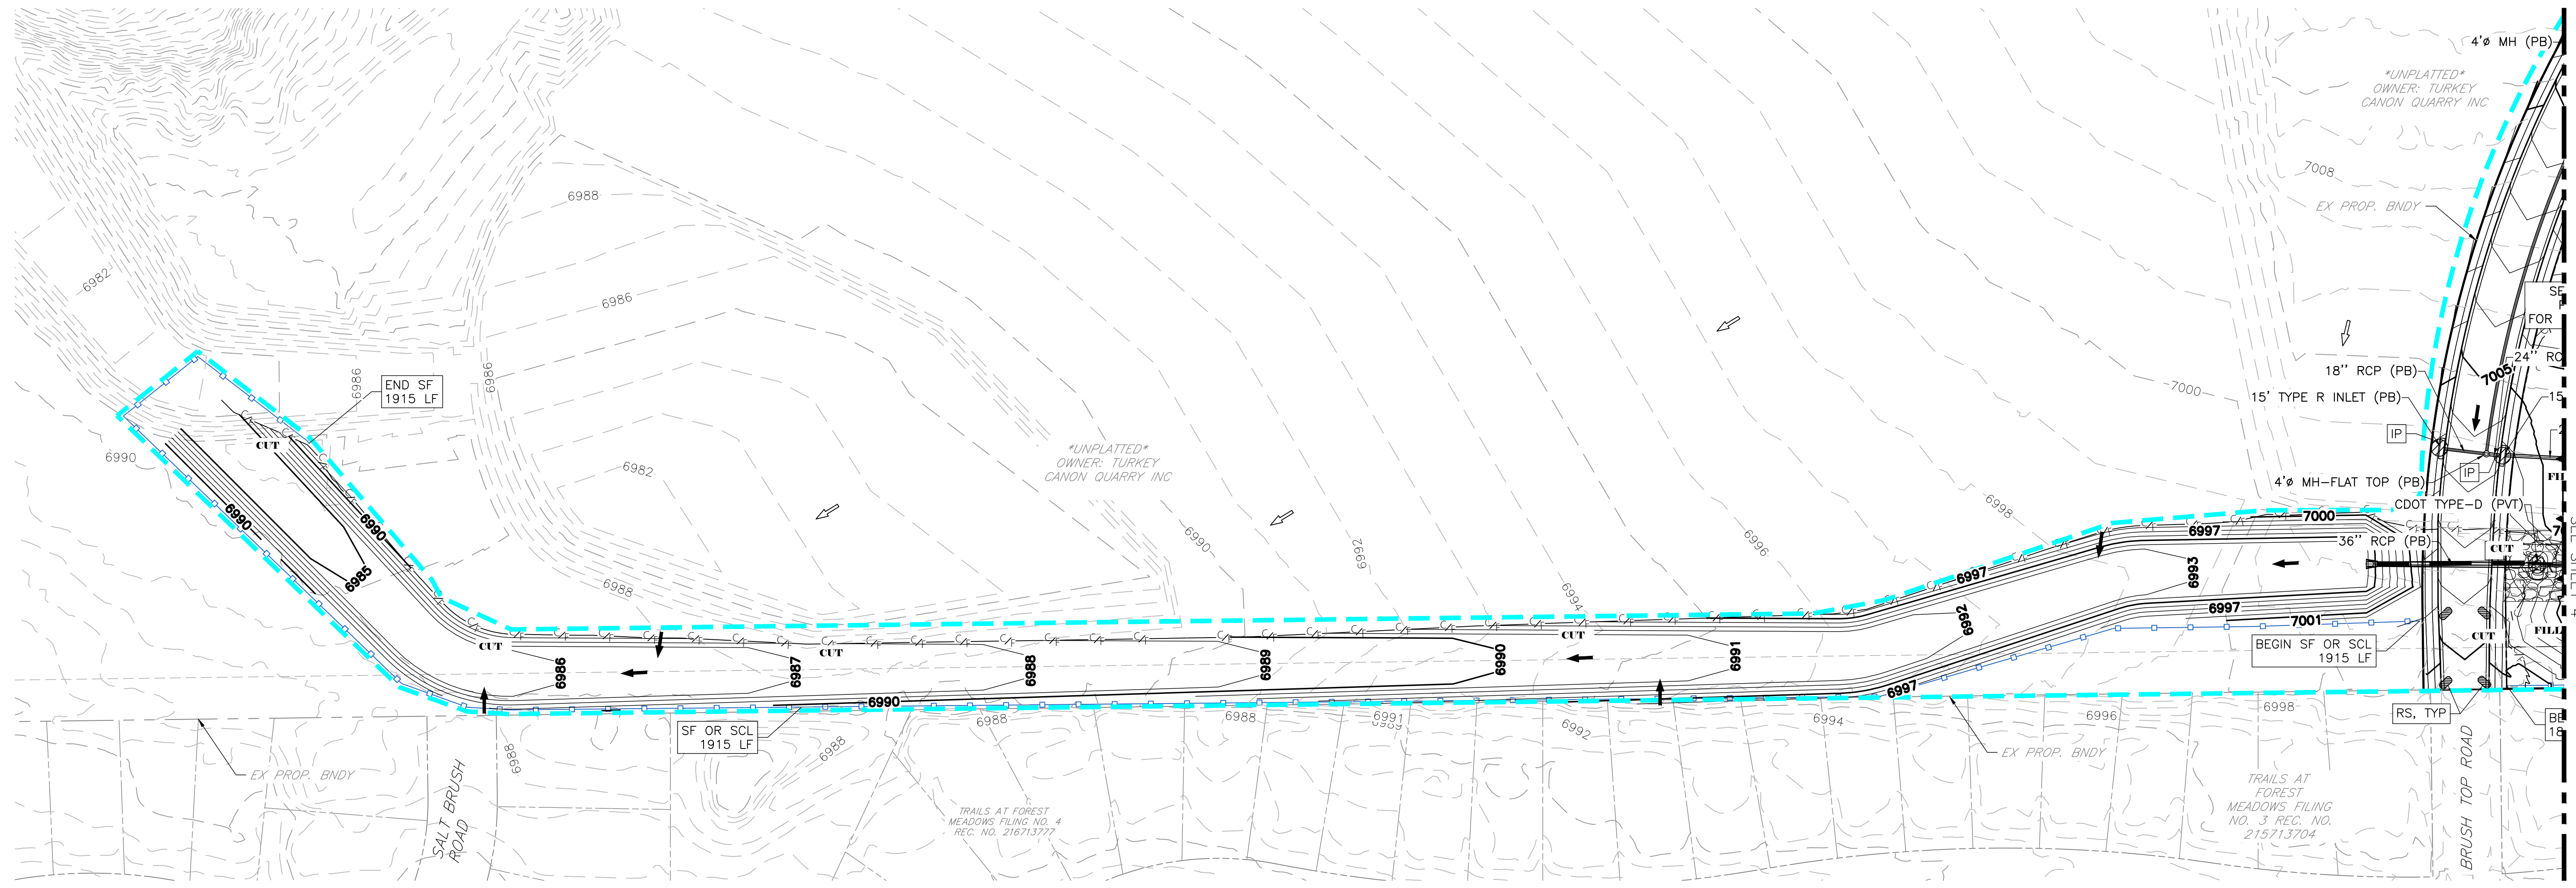 4'ø MH (PB)
*UNPLATTED*
OWNER: TURKEY
CANON QUARRY INC
7008
EX PROP. BNDY
6988
6982
6986
SE
FOR
24'' RC
7005
18'' RCP (PB)
15' TYPE R INLET (PB)
15
7000
END SF
1915 LF
6986
6986
IP
IP
CUT
6990
*UNPLATTED*
OWNER: TURKEY
CANON QUARRY INC
6982
4'ø MH-FLAT TOP (PB)
FIL
CDOT TYPE-D (PVT)
6998
6990
6990
6990
6992
6996
7000
6997
36'' RCP (PB)
CUT
6985
6988
6994
6997
6993
6997
7001
6992
CUT
CUT
CUT
CUT
FILL
6986
6987
6988
6989
6990
6991
BEGIN SF OR SCL
1915 LF
6990
6997
SF OR SCL
1915 LF
6988
6988
6991
6989
6992
6994
6996
6998
RS, TYP
BE
18
6988
6988
EX PROP. BNDY
EX PROP. BNDY
SALT BRUSH
ROAD
TRAILS AT FOREST
MEADOWS FILING NO. 4
REC. NO. 216713777
TRAILS AT
FOREST
MEADOWS FILING
NO. 3 REC. NO.
215713704
BRUSH TOP ROAD